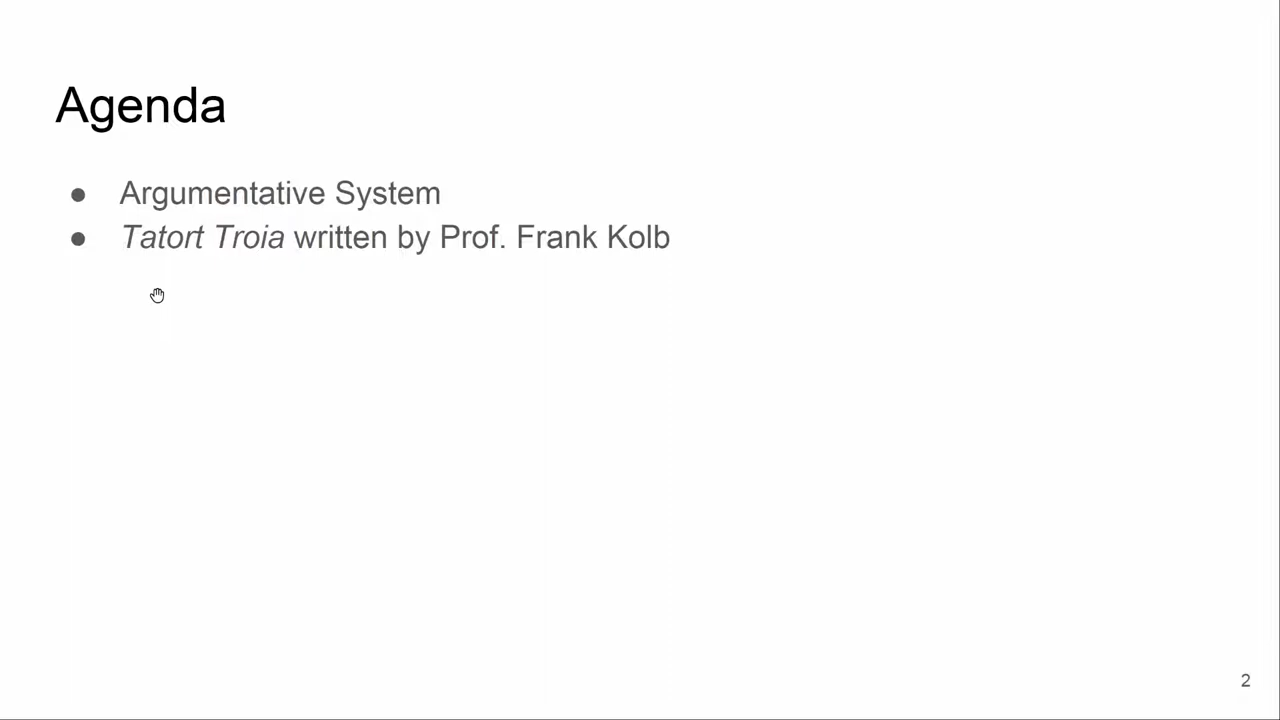 Agenda
● Argumentative System
● Tatort Troia written by Prof. Frank Kolb
2